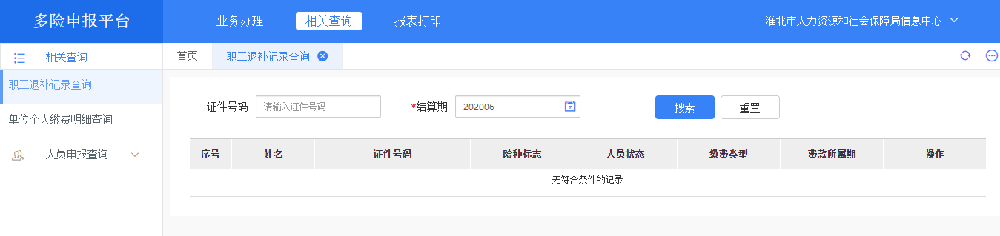 多险申报平台
业务办理 相关查询 报表打印 淮北市人力资源和社会保障局信息中心
相关查询
首页 职工退补记录查询
职工退补记录查询
单位个人缴费明细查询
人员申报查询
证件号码 请输入证件号码 *结算期 202006 7 搜索 重置
序号 姓名 证件号码 险种标志 人员状态 缴费类型 费款所属期 操作
无符合条件的记录